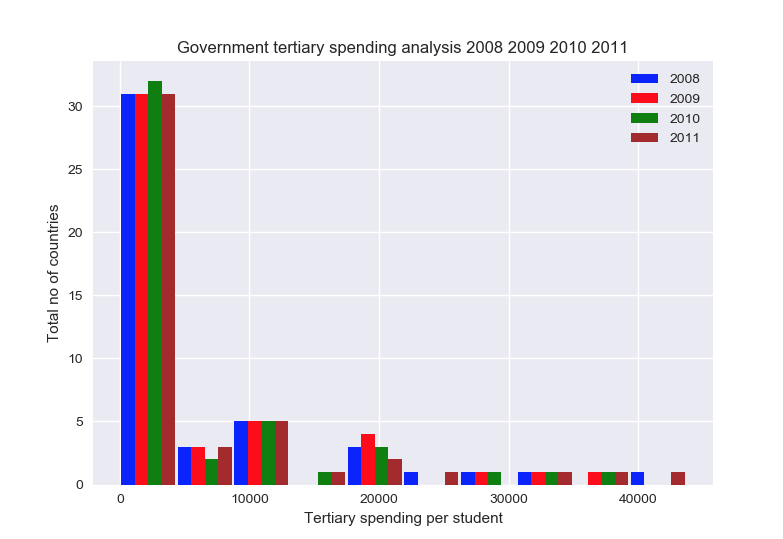 Government tertiary spending analysis 2008 2009 2010 2011
2008
2009
2010
2011
Total no of countries
30
25
20
15
10
5
0
0 10000 20000 30000 40000
Tertiary spending per student